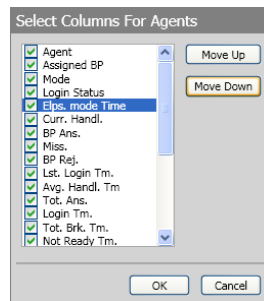 Select Columns For Agents
Agent
Assigned BP
Mode
Login Status
Elps. mode Time
Curr. Handl.
BP Ans.
Miss.
BP Rej.
Lst. Login Tm.
Avg. Handl. Tm
Tot. Ans.
Login Tm.
Tot. Brk. Tm.
Not Ready Tm.
Move Up
Move Down
OK
Cancel